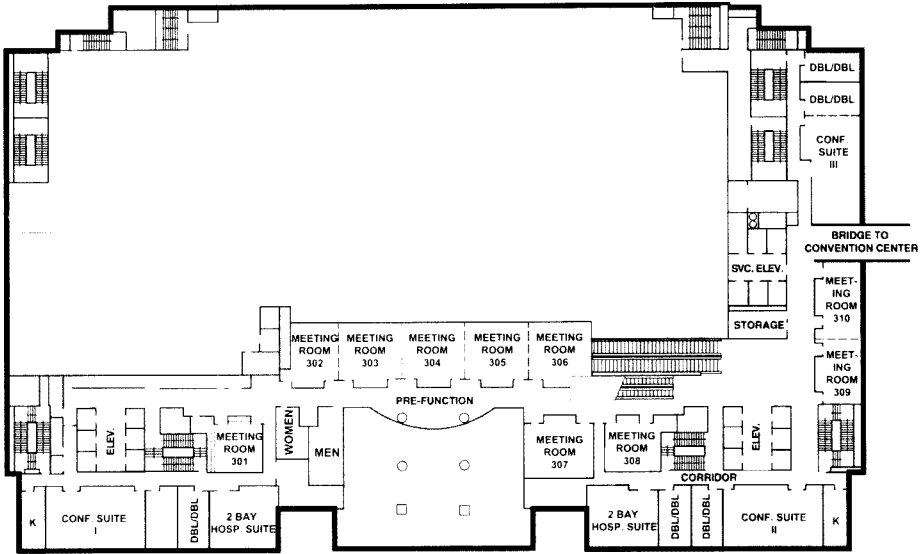 DBL/DBL
DBL/DBL
CONF.
SUITE
III
BRIDGE TO
CONVENTION CENTER
SVC. ELEV.
MEET-
ING
ROOM
310
STORAGE
MEETING
ROOM
302
MEETING
ROOM
303
MEETING
ROOM
304
MEETING
ROOM
305
MEETING
ROOM
306
MEET-
ING
ROOM
309
PRE-FUNCTION
ELEV.
MEETING
ROOM
301
WOMEN
MEN
MEETING
ROOM
307
MEETING
ROOM
308
ELEV.
CORRIDOR
K
CONF. SUITE
I
DBL/DBL
2 BAY
HOSP. SUITE
2 BAY
HOSP. SUITE
DBL/DBL
DBL/DBL
CONF. SUITE
II
K